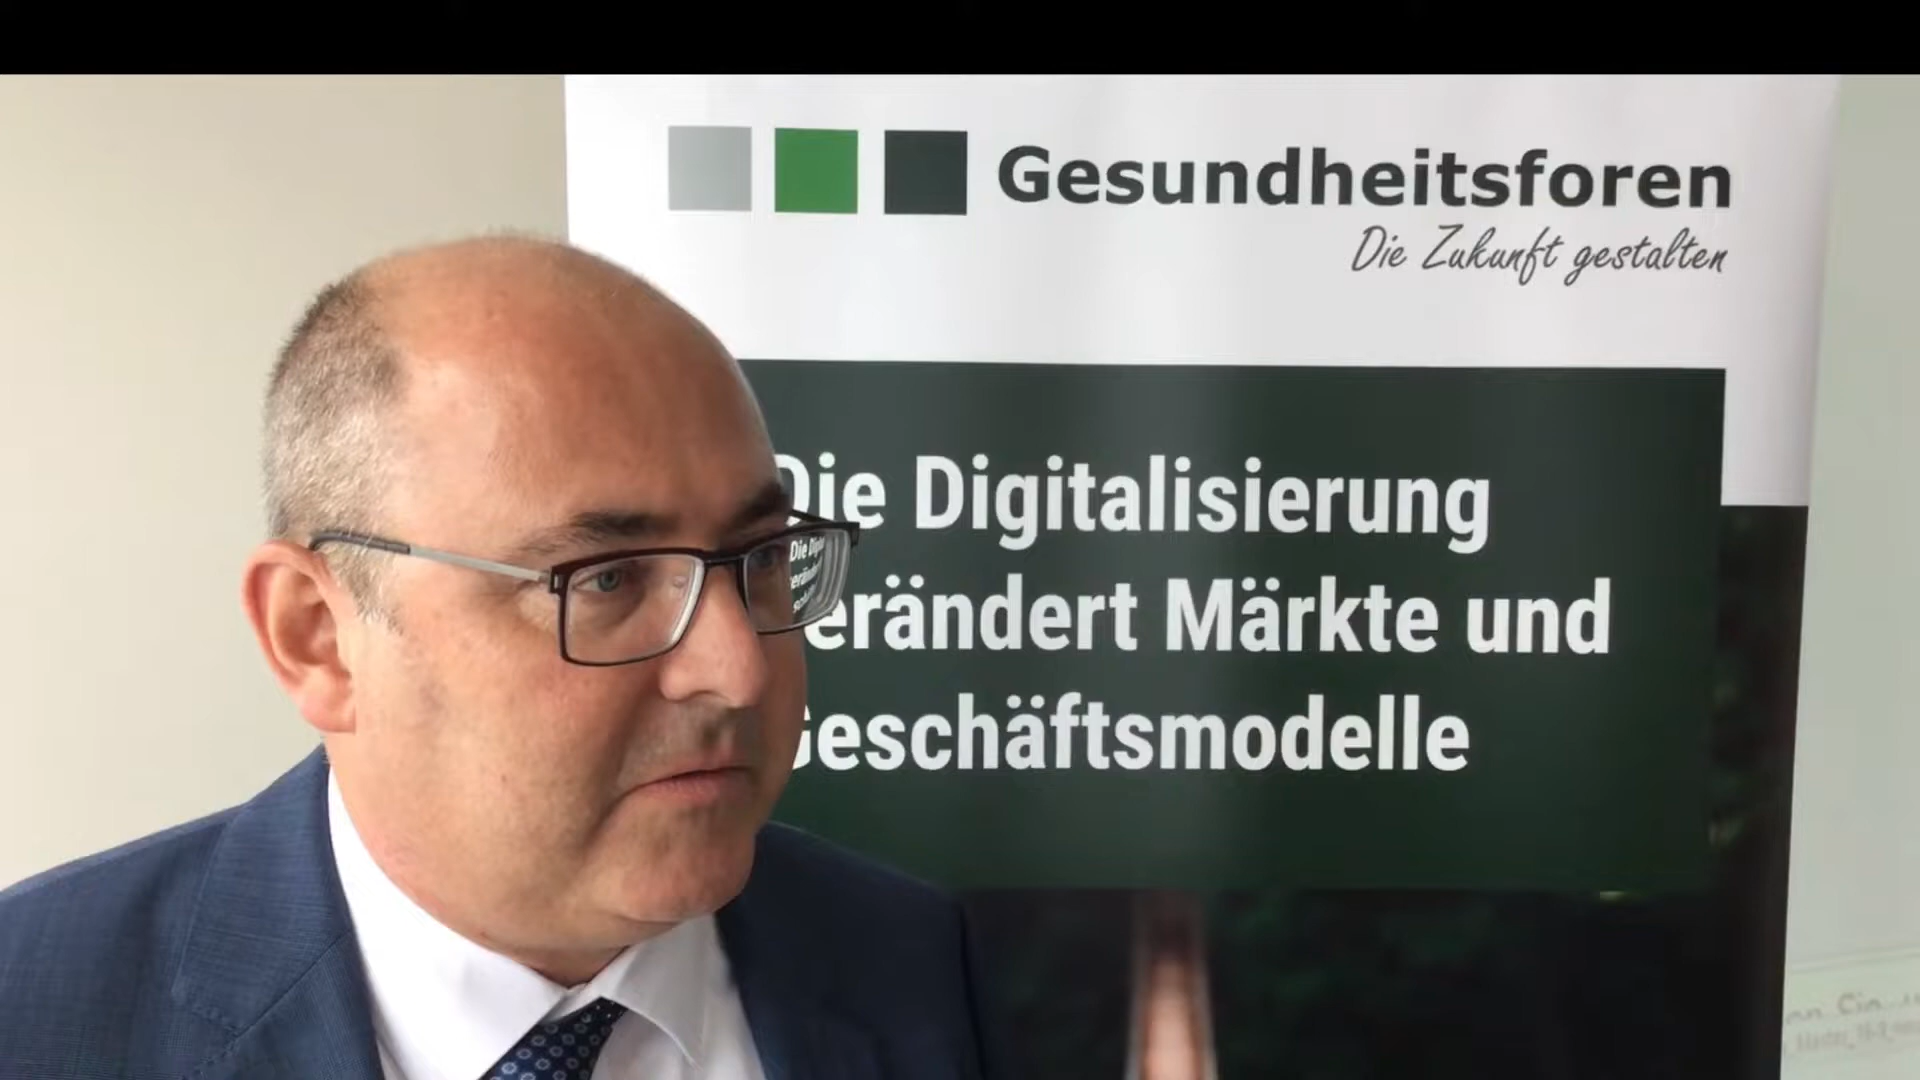 Gesundheitsforen
Die Zukunft gestalten
Die Digitalisierung
verändert Märkte und
Geschäftsmodelle